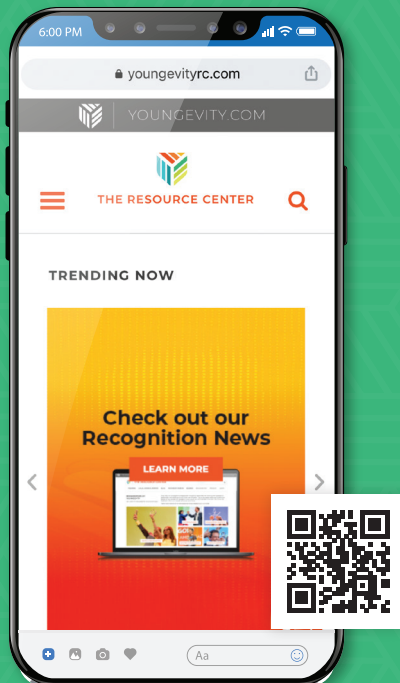 6:00 PM
youngevityrc.com
YOUNGEVITY.COM
THE RESOURCE CENTER
TRENDING NOW
Check out our
Recognition News
LEARN MORE
Aa